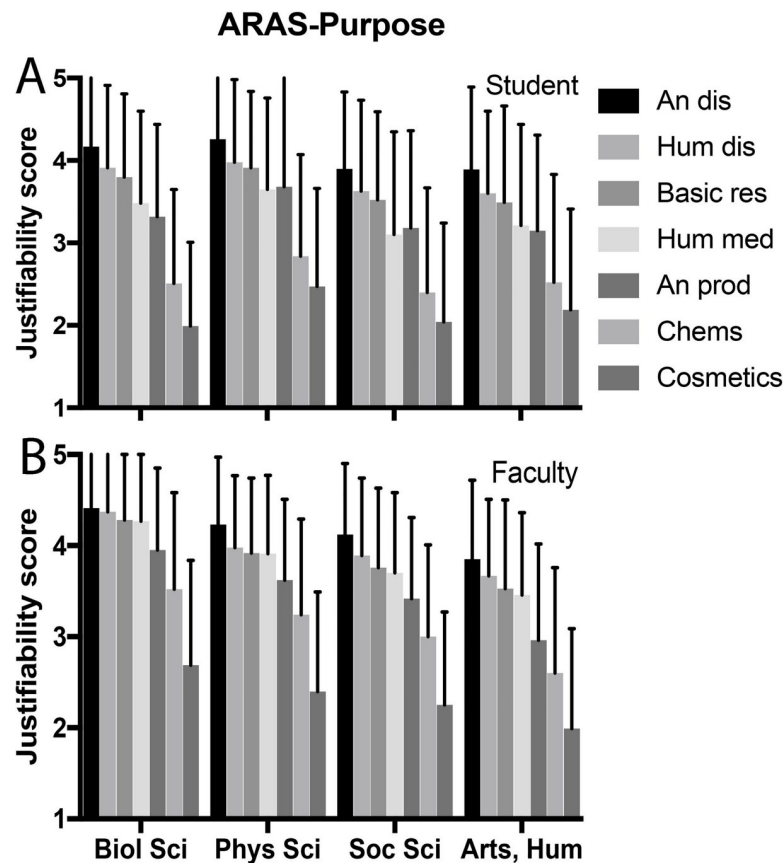 ARAS-Purpose
A
Student
5
4
3
2
1
Justifiability score
An dis
Hum dis
Basic res
Hum med
An prod
Chems
Cosmetics
B
Faculty
5
4
3
2
1
Justifiability score
Biol Sci Phys Sci Soc Sci Arts, Hum